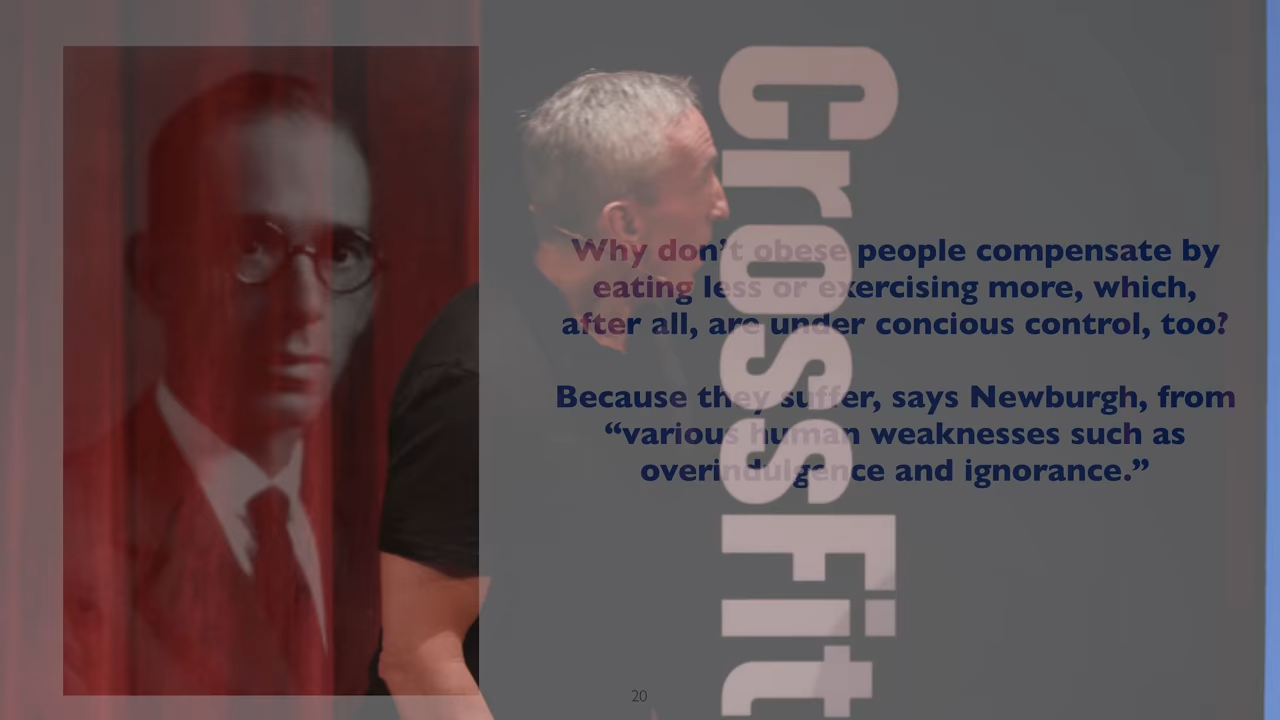 CrossFit
Why don't obese people compensate by
eating less or exercising more, which,
after all, are under concious control, too?
Because they suffer, says Newburgh, from
“various human weaknesses such as
overindulgence and ignorance.”
20